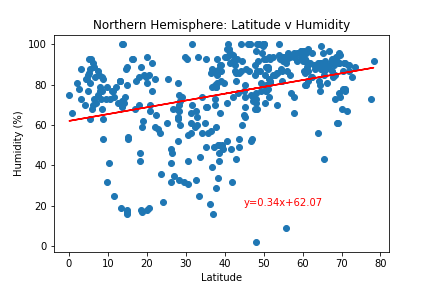 Northern Hemisphere: Latitude v Humidity
100
80
60
40
20
0
Humidity (%)
y=0.34x+62.07
0 10 20 30 40 50 60 70 80
Latitude